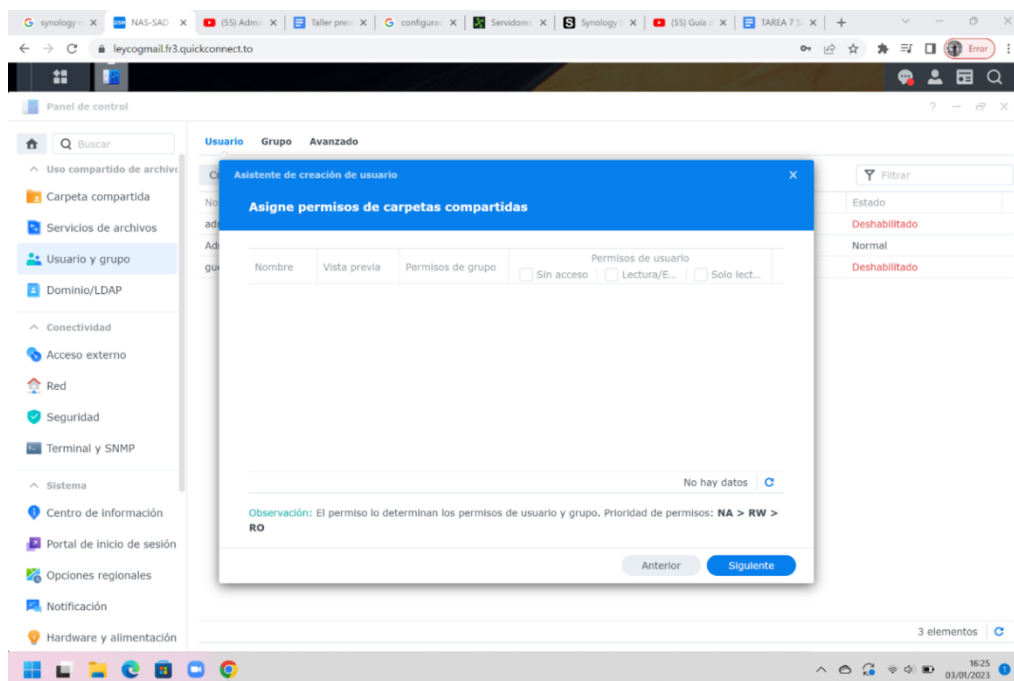 synology n
NAS-SAD
(55) Admi
Taller pres
configurac
Servidores
Synology
(55) Guía d
TAREA 7 S
leycogmail.fr3.quickconnect.to
Error
Panel de control
Buscar
Usuario Grupo Avanzado
Uso compartido de archivo
Carpeta compartida
Servicios de archivos
Usuario y grupo
Dominio/LDAP
Conectividad
Acceso externo
Red
Seguridad
Terminal y SNMP
Sistema
Centro de información
Portal de inicio de sesión
Opciones regionales
Notificación
Hardware y alimentación
Filtrar
Estado
Deshabilitado
Normal
Deshabilitado
Asistente de creación de usuario
Asigne permisos de carpetas compartidas
Nombre Vista previa Permisos de grupo Permisos de usuario
Sin acceso Lectura/E... Solo lect...
No hay datos
Observación: El permiso lo determinan los permisos de usuario y grupo. Prioridad de permisos: NA > RW >
RO
Anterior Siguiente
3 elementos
16:25
03/01/2023